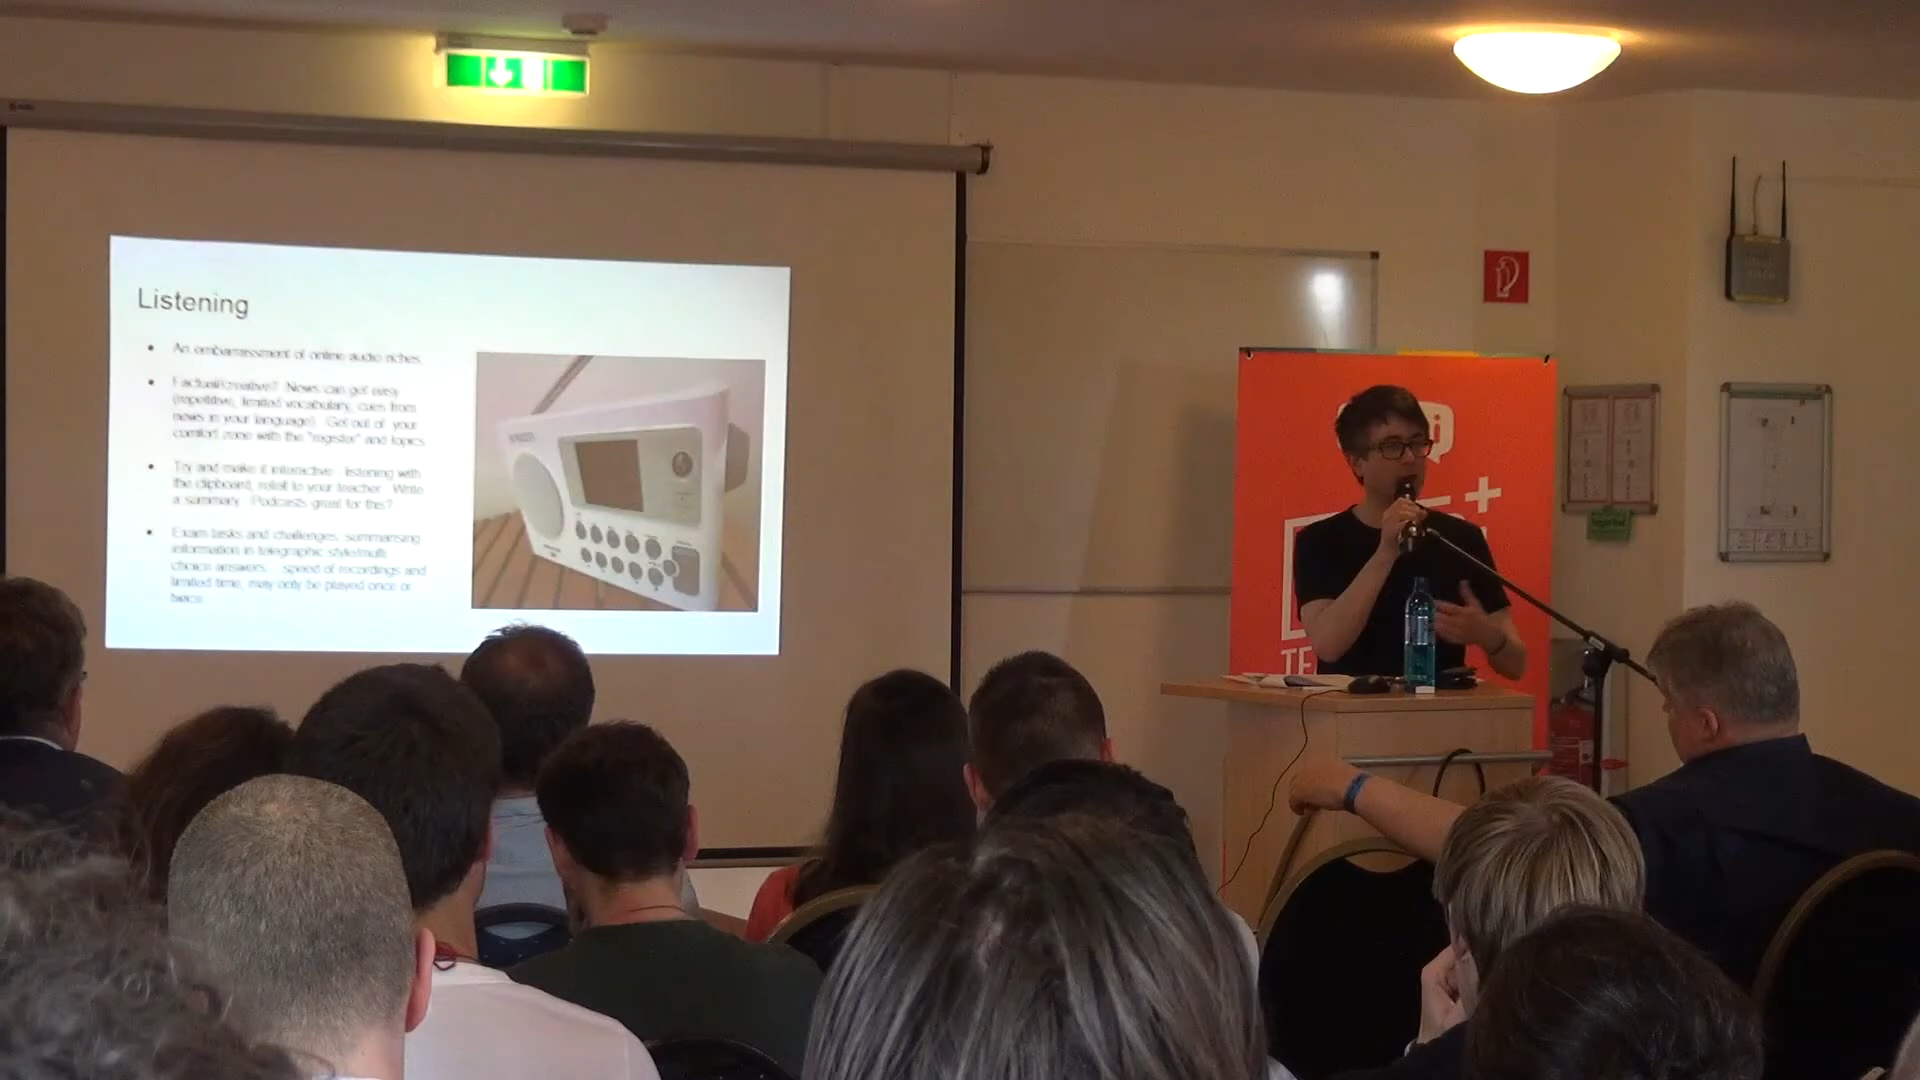 Listening
• An embarrassment of online audio riches.
• Factual/creative? News can get easy
(repetitive, limited vocabulary, cues from
news in your language). Get out of your
comfort zone with the "register" and topics
• Try and make it interactive : listening with
the clipboard, retell to your teacher. Write
a summary. Podcasts great for this?
• Exam tasks and challenges: summarising
information in telegraphic style/multi
choice answers. speed of recordings and
limited time, may only be played once or
twice
TE